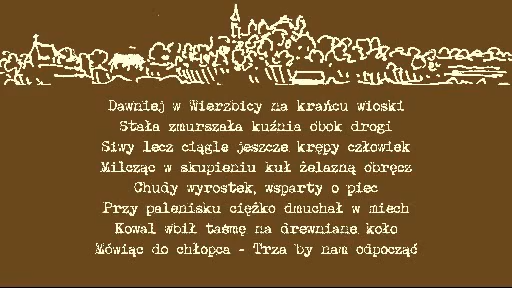 Dawniej w Wierzbicy na krańcu wioski
Stała zmurszała kuźnia obok drogi
Siwy lecz ciągle jeszcze krępy człowiek
Milcząc w skupieniu kuł żelazną obręcz
Chudy wyrostek, wsparty o piec
Przy palenisku ciężko dmuchał w miech
Kowal wbił taśmę na drewniane koło
Mówiąc do chłopca - Trza by nam odpocząć